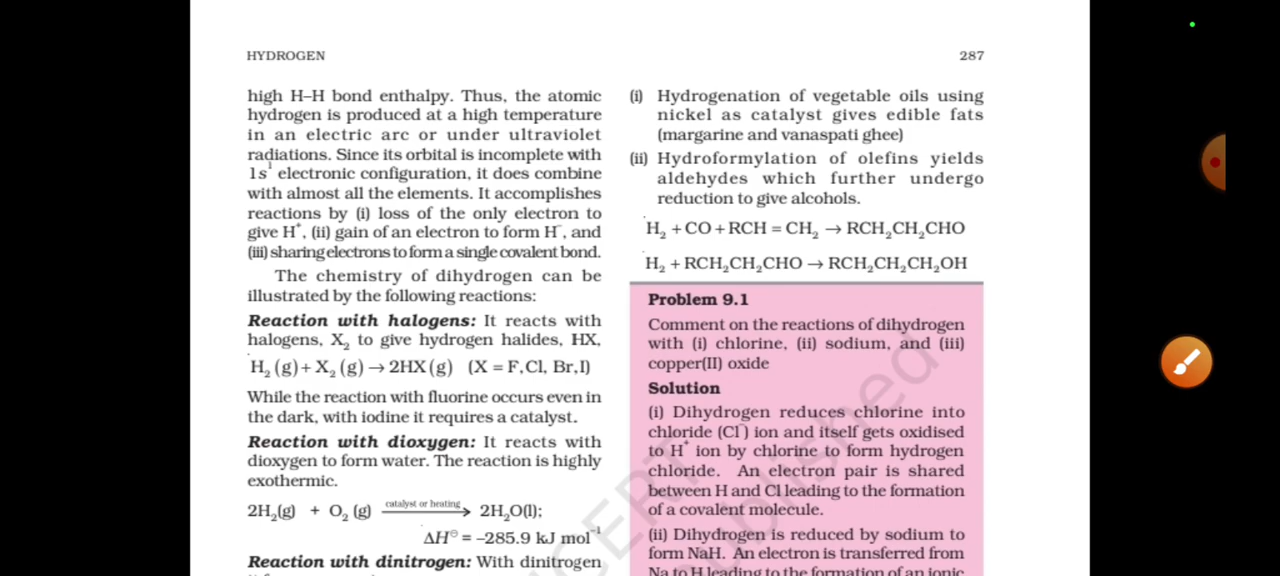 HYDROGEN
287
high H–H bond enthalpy. Thus, the atomic
hydrogen is produced at a high temperature
in an electric arc or under ultraviolet
radiations. Since its orbital is incomplete with
1s¹ electronic configuration, it does combine
with almost all the elements. It accomplishes
reactions by (i) loss of the only electron to
give H⁺, (ii) gain of an electron to form H⁻, and
(iii) sharing electrons to form a single covalent bond.
The chemistry of dihydrogen can be
illustrated by the following reactions:
Reaction with halogens: It reacts with
halogens, X₂ to give hydrogen halides, HX,
H₂ (g) + X₂ (g) → 2HX (g) (X = F,Cl, Br,I)
While the reaction with fluorine occurs even in
the dark, with iodine it requires a catalyst.
Reaction with dioxygen: It reacts with
dioxygen to form water. The reaction is highly
exothermic.
2H₂(g) + O₂ (g) catalyst or heating → 2H₂O(l);
ΔH⊖ = –285.9 kJ mol⁻¹
Reaction with dinitrogen: With dinitrogen
(i) Hydrogenation of vegetable oils using
nickel as catalyst gives edible fats
(margarine and vanaspati ghee)
(ii) Hydroformylation of olefins yields
aldehydes which further undergo
reduction to give alcohols.
H₂ + CO + RCH = CH₂ → RCH₂CH₂CHO
H₂ + RCH₂CH₂CHO → RCH₂CH₂CH₂OH
Problem 9.1
Comment on the reactions of dihydrogen
with (i) chlorine, (ii) sodium, and (iii)
copper(II) oxide
Solution
(i) Dihydrogen reduces chlorine into
chloride (Cl⁻) ion and itself gets oxidised
to H⁺ ion by chlorine to form hydrogen
chloride. An electron pair is shared
between H and Cl leading to the formation
of a covalent molecule.
(ii) Dihydrogen is reduced by sodium to
form NaH. An electron is transferred from
Na to H leading to the formation of an ionic